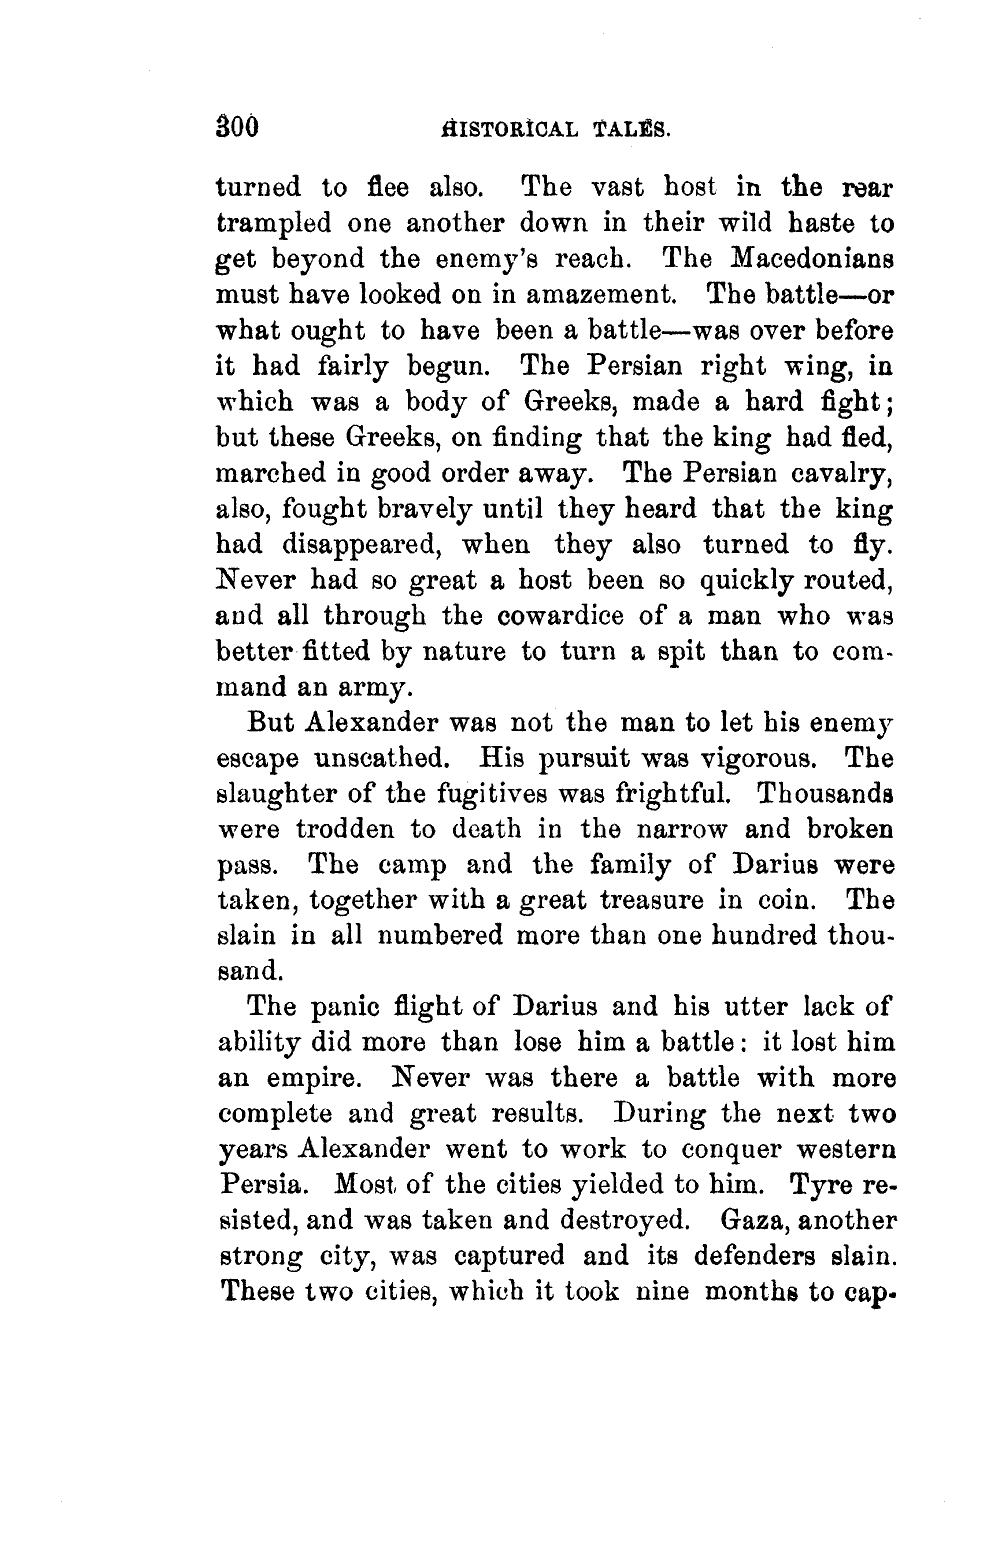 300 HISTORICAL TALES.
turned to flee also. The vast host in the rear
trampled one another down in their wild haste to
get beyond the enemy's reach. The Macedonians
must have looked on in amazement. The battle—or
what ought to have been a battle—was over before
it had fairly begun. The Persian right wing, in
which was a body of Greeks, made a hard fight;
but these Greeks, on finding that the king had fled,
marched in good order away. The Persian cavalry,
also, fought bravely until they heard that the king
had disappeared, when they also turned to fly.
Never had so great a host been so quickly routed,
and all through the cowardice of a man who was
better fitted by nature to turn a spit than to com-
mand an army.
But Alexander was not the man to let his enemy
escape unscathed. His pursuit was vigorous. The
slaughter of the fugitives was frightful. Thousands
were trodden to death in the narrow and broken
pass. The camp and the family of Darius were
taken, together with a great treasure in coin. The
slain in all numbered more than one hundred thou-
sand.
The panic flight of Darius and his utter lack of
ability did more than lose him a battle: it lost him
an empire. Never was there a battle with more
complete and great results. During the next two
years Alexander went to work to conquer western
Persia. Most of the cities yielded to him. Tyre re-
sisted, and was taken and destroyed. Gaza, another
strong city, was captured and its defenders slain.
These two cities, which it took nine months to cap-